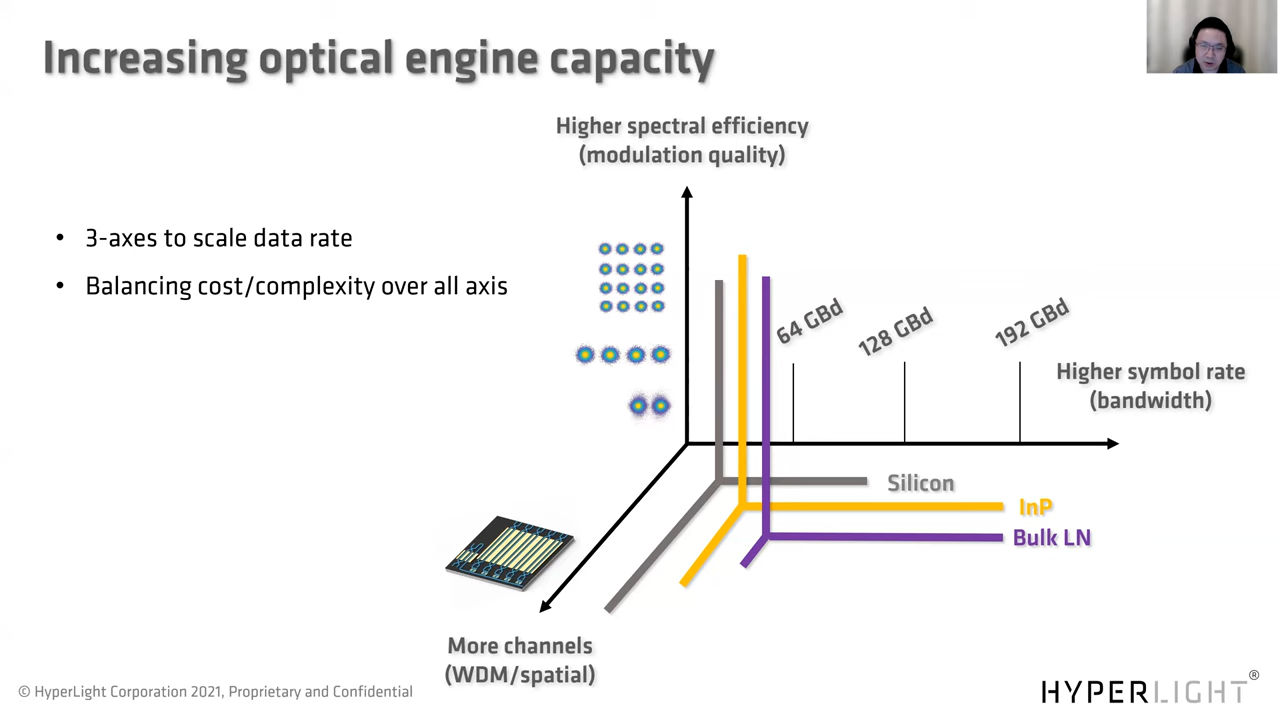 Increasing optical engine capacity
Higher spectral efficiency
(modulation quality)
• 3-axes to scale data rate
• Balancing cost/complexity over all axis
64 GBd
128 GBd
192 GBd
Higher symbol rate
(bandwidth)
Silicon
InP
Bulk LN
More channels
(WDM/spatial)
© HyperLight Corporation 2021, Proprietary and Confidential
HYPERLIGHT®